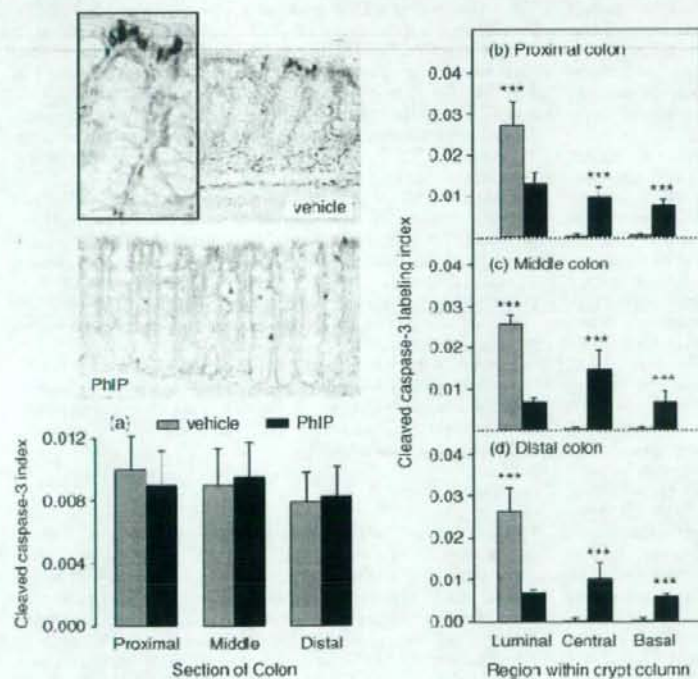 vehicle
PhIP
(a) vehicle PhIP
Cleaved caspase-3 index
0.012
0.008
0.004
0.000
Proximal Middle Distal
Section of Colon
Cleaved caspase-3 labeling index
(b) Proximal colon
0.04
0.03
0.02
0.01
***
***
***
(c) Middle colon
0.04
0.03
0.02
0.01
***
***
***
(d) Distal colon
0.04
0.03
0.02
0.01
0.00
***
***
***
Luminal Central Basal
Region within crypt column